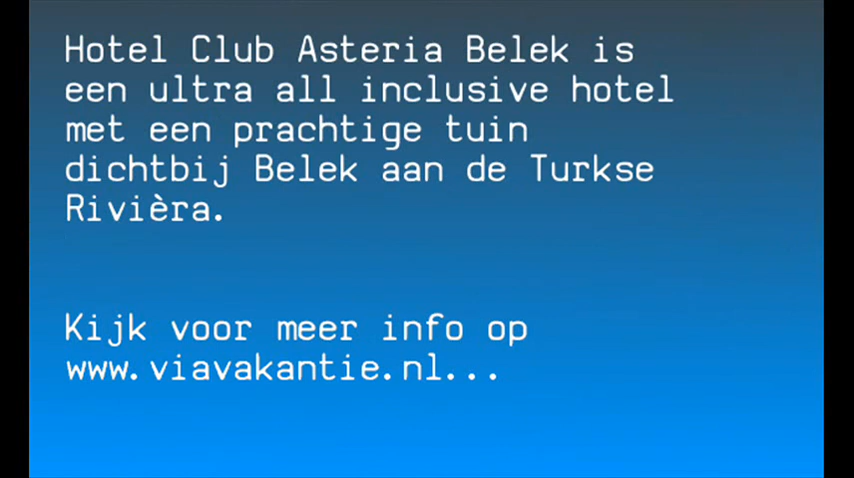 Hotel Club Asteria Belek is
een ultra all inclusive hotel
met een prachtige tuin
dichtbij Belek aan de Turkse
Rivièra.
Kijk voor meer info op
www.viavakantie.nl...